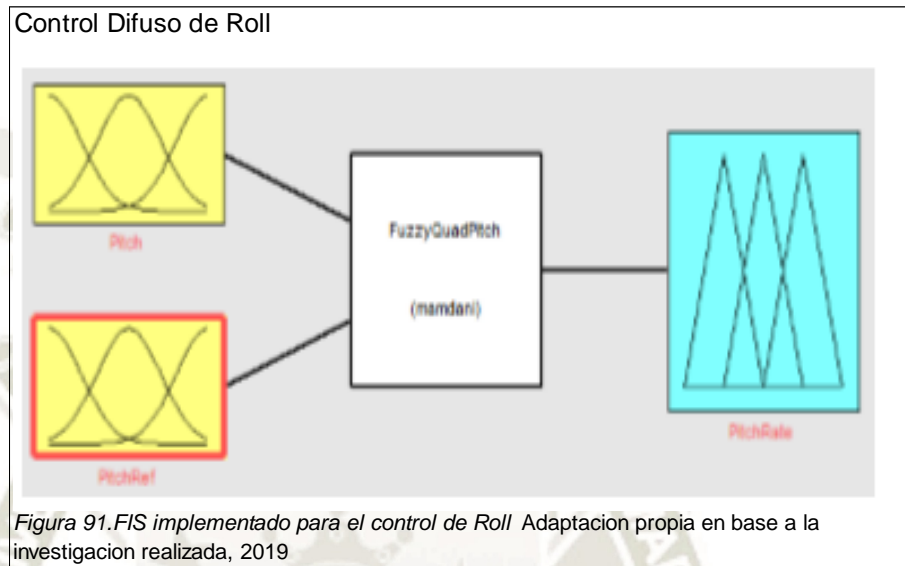 Control Difuso de Roll
Pitch
FuzzyQuadPitch
(mamdani)
PitchRef
PitchRate
Figura 91.FIS implementado para el control de Roll Adaptacion propia en base a la
investigacion realizada, 2019